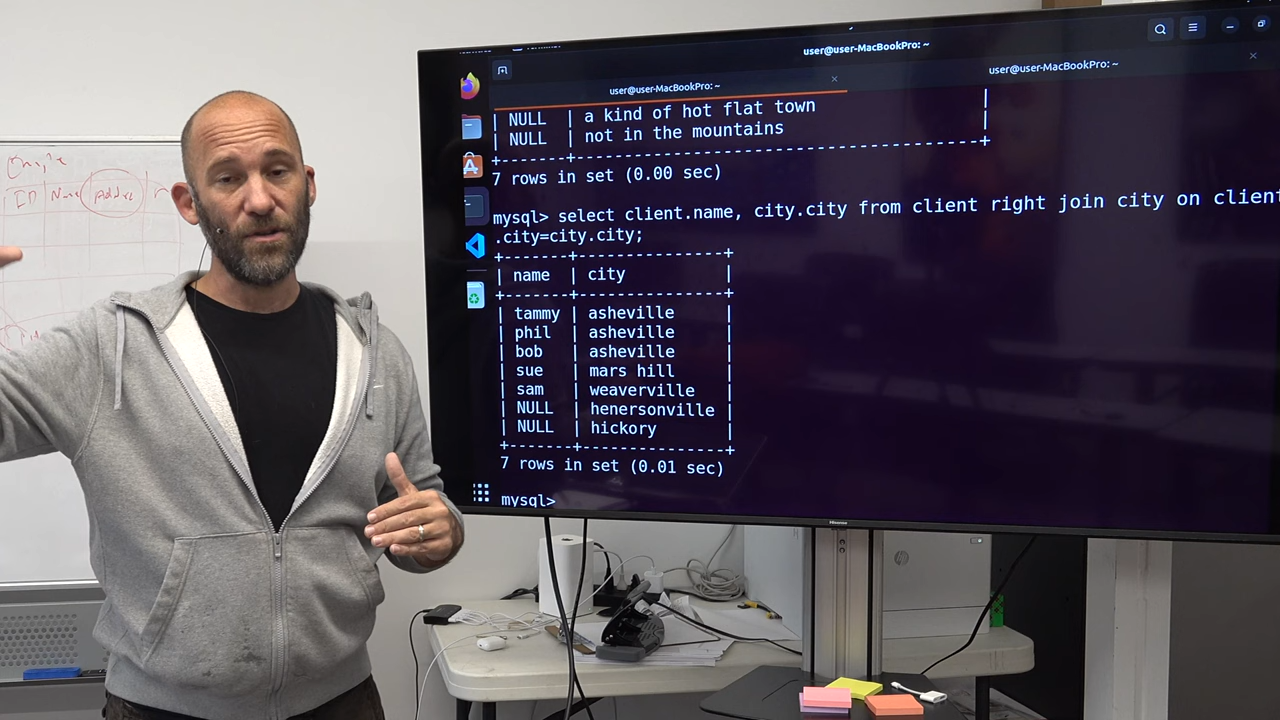 user@user-MacBookPro: ~
user@user-MacBookPro: ~
user@user-MacBookPro: ~
| NULL | a kind of hot flat town |
| NULL | not in the mountains |
+-------+---------------------------------------+
7 rows in set (0.00 sec)
mysql> select client.name, city.city from client right join city on client
.city=city.city;
+-------+---------------+
| name | city |
+-------+---------------+
| tammy | asheville |
| phil | asheville |
| bob | asheville |
| sue | mars hill |
| sam | weaverville |
| NULL | henersonville |
| NULL | hickory |
+-------+---------------+
7 rows in set (0.01 sec)
mysql>
Hisense
hp
ID Name